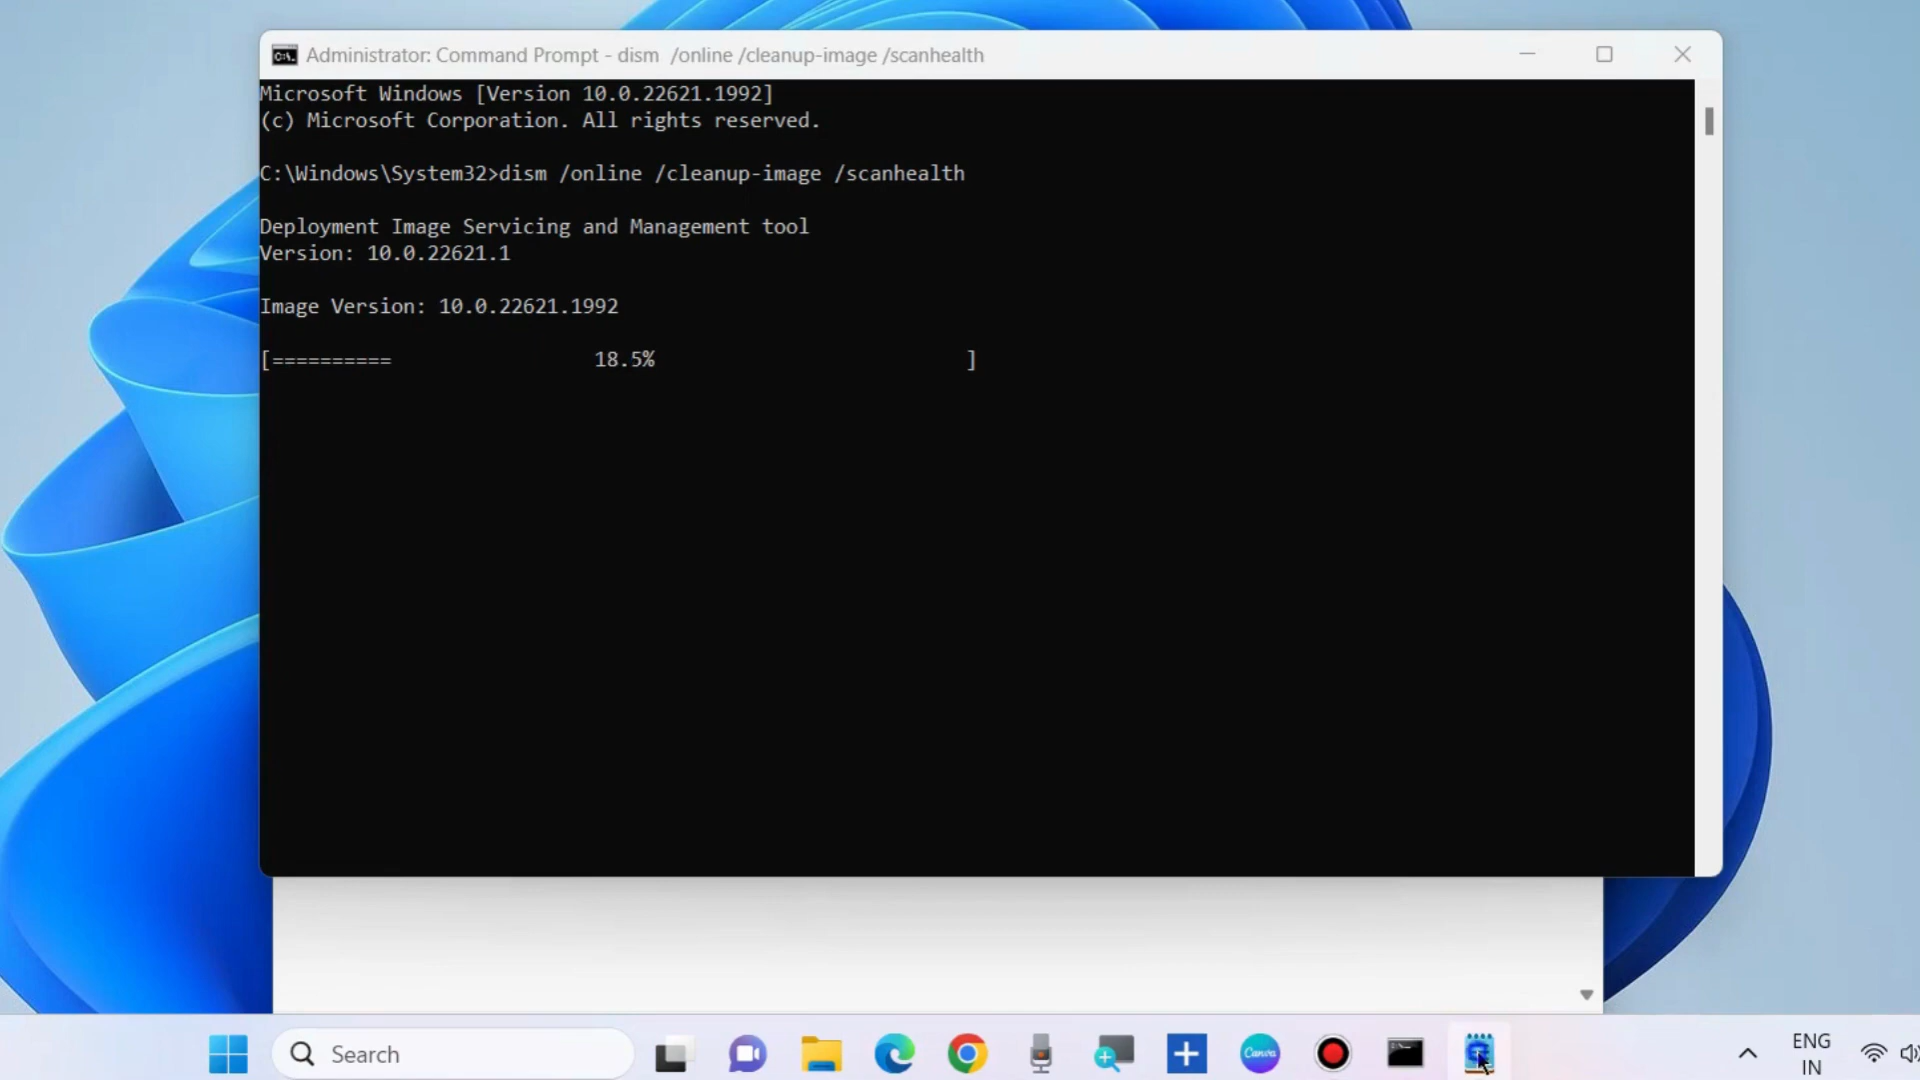 Administrator: Command Prompt - dism  /online /cleanup-image /scanhealth
Microsoft Windows [Version 10.0.22621.1992]
(c) Microsoft Corporation. All rights reserved.
C:\Windows\System32>dism /online /cleanup-image /scanhealth
Deployment Image Servicing and Management tool
Version: 10.0.22621.1
Image Version: 10.0.22621.1992
[==========                 18.5%                          ]
Search
Canva
ENG
IN